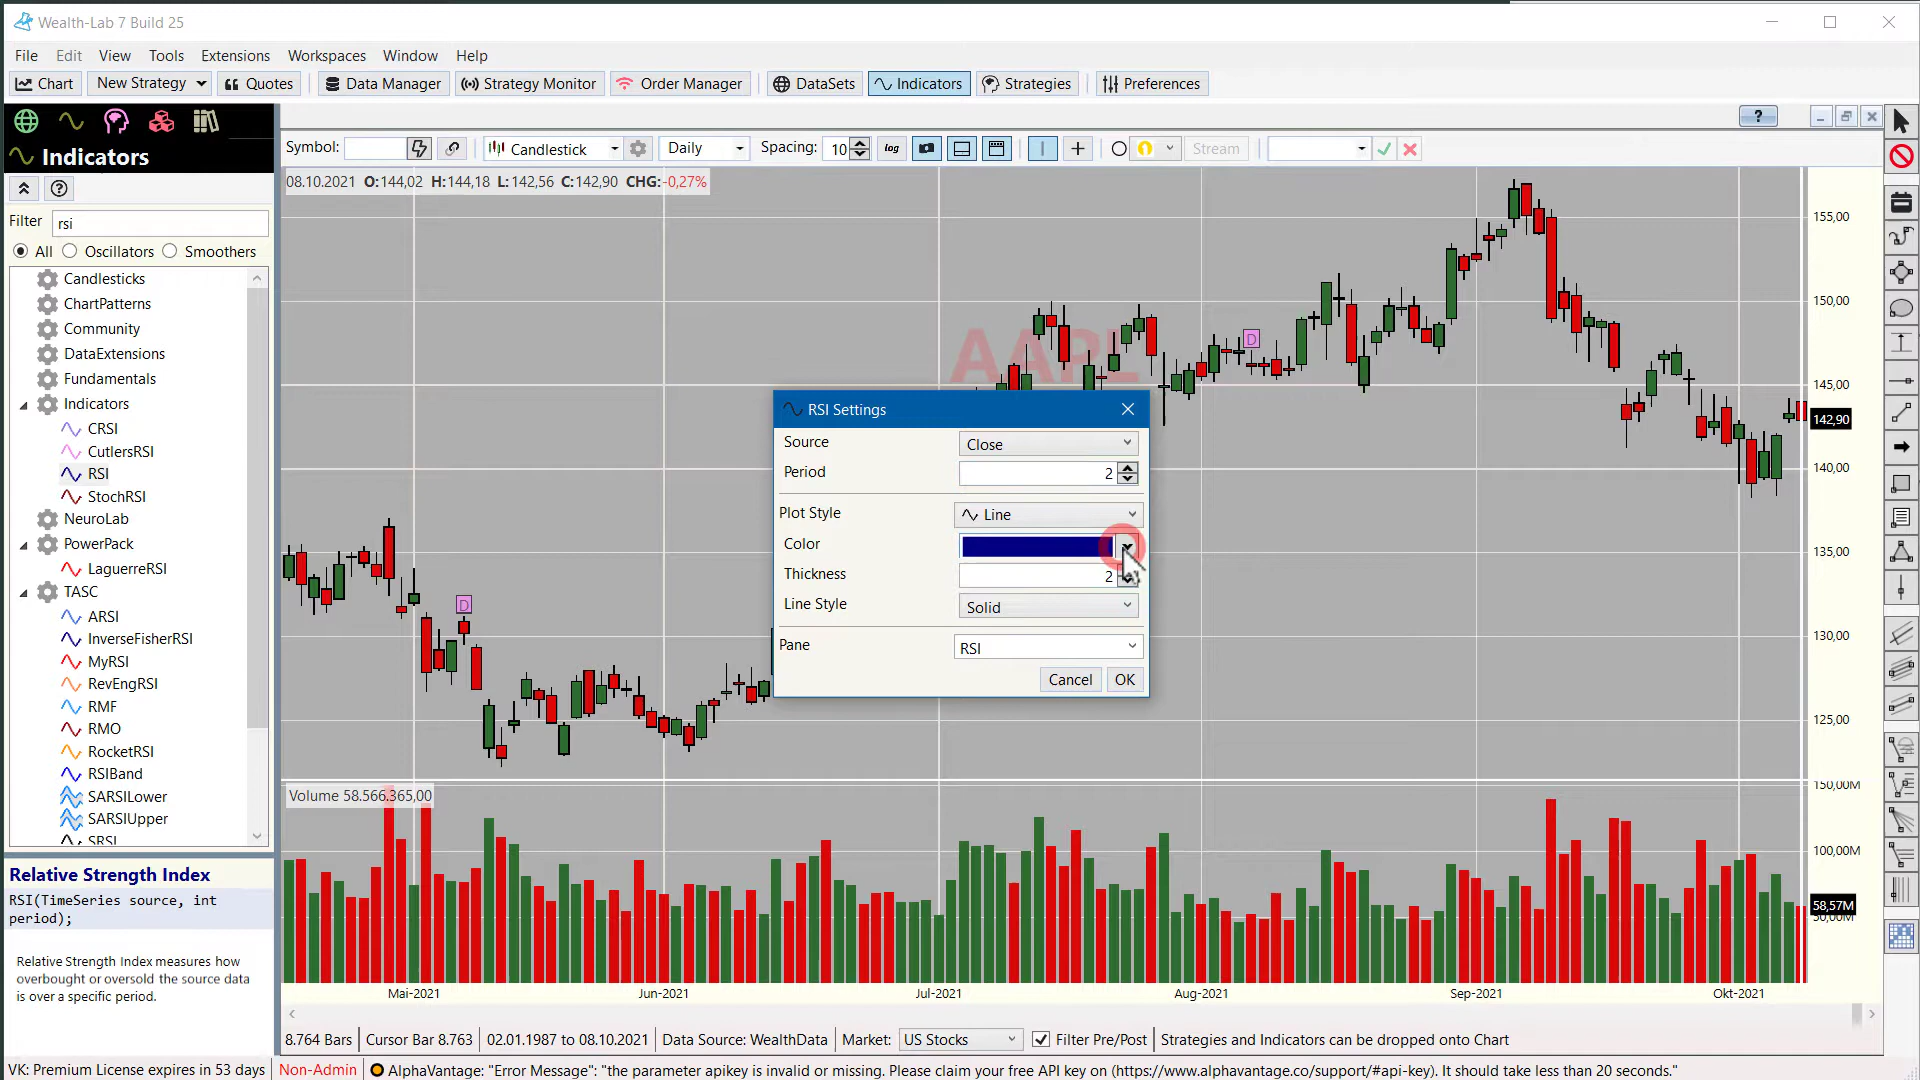 Wealth-Lab 7 Build 25
File Edit View Tools Extensions Workspaces Window Help
Chart New Strategy Quotes Data Manager Strategy Monitor Order Manager DataSets Indicators Strategies Preferences
Indicators
Symbol: Candlestick Daily Spacing: 10 log Stream
08.10.2021 O:144,02 H:144,18 L:142,56 C:142,90 CHG:-0,27%
Filter rsi
All Oscillators Smoothers
Candlesticks
ChartPatterns
Community
DataExtensions
Fundamentals
Indicators
CRSI
CutlersRSI
RSI
StochRSI
NeuroLab
PowerPack
LaguerreRSI
TASC
ARSI
InverseFisherRSI
MyRSI
RevEngRSI
RMF
RMO
RocketRSI
RSIBand
SARSILower
SARSIUpper
SRSI
Relative Strength Index
RSI(TimeSeries source, int
period);
Relative Strength Index measures how
overbought or oversold the source data
is over a specific period.
AAPL
D
D
RSI Settings
Source Close
Period 2
Plot Style Line
Color
Thickness 2
Line Style Solid
Pane RSI
Cancel OK
155,00
150,00
145,00
142,90
140,00
135,00
130,00
125,00
Volume 58.566.365,00
150,00M
100,00M
58,57M
50,00M
Mai-2021 Jun-2021 Jul-2021 Aug-2021 Sep-2021 Okt-2021
8.764 Bars Cursor Bar 8.763 02.01.1987 to 08.10.2021 Data Source: WealthData Market: US Stocks Filter Pre/Post Strategies and Indicators can be dropped onto Chart
VK: Premium License expires in 53 days Non-Admin AlphaVantage: "Error Message": "the parameter apikey is invalid or missing. Please claim your free API key on (https://www.alphavantage.co/support/#api-key). It should take less than 20 seconds."